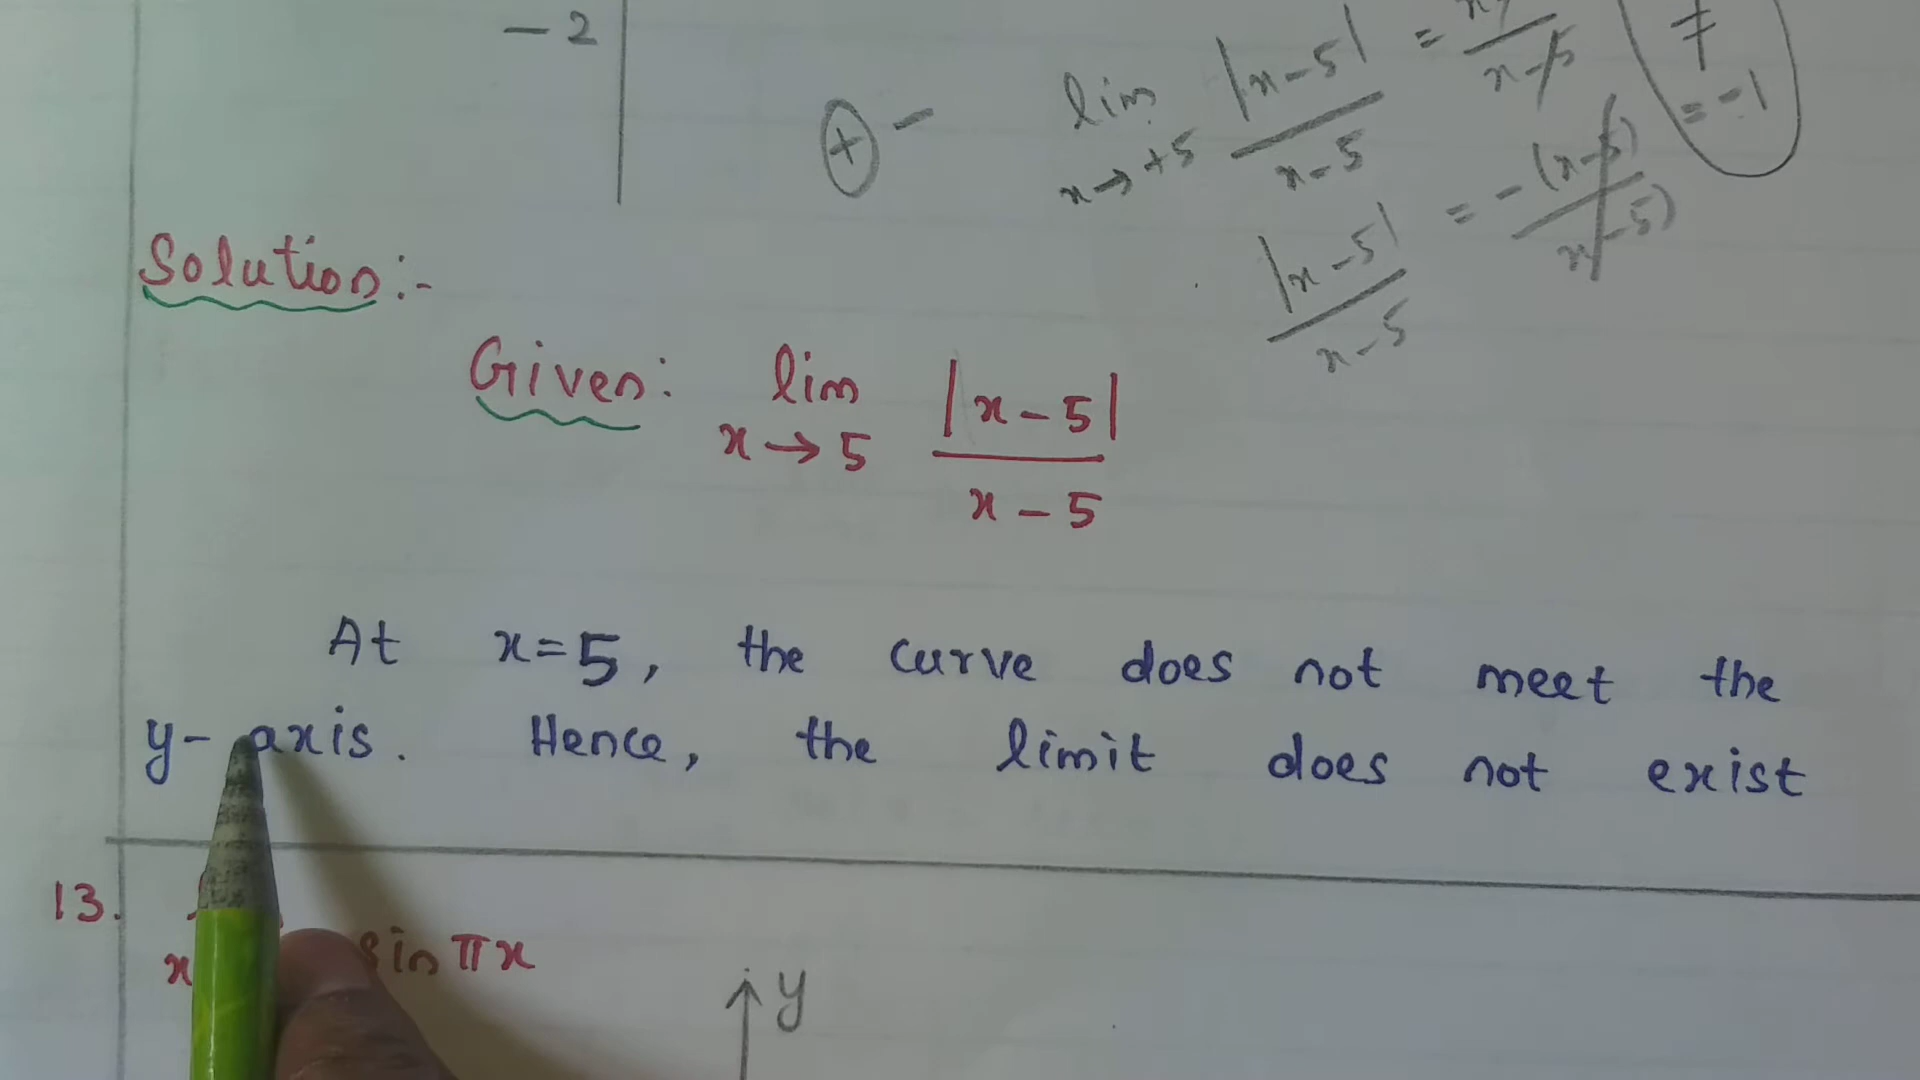 -2
⊕ -
lim |x-5| =
x→+5 x-5 x-5
≠
= -1
|x-5| = -(x-5)
x-5 x-5)
Solution:-
Given: lim |x-5|
x→5 x-5
At x=5, the curve does not meet the
y-axis. Hence, the limit does not exist
13.
x sin πx
y